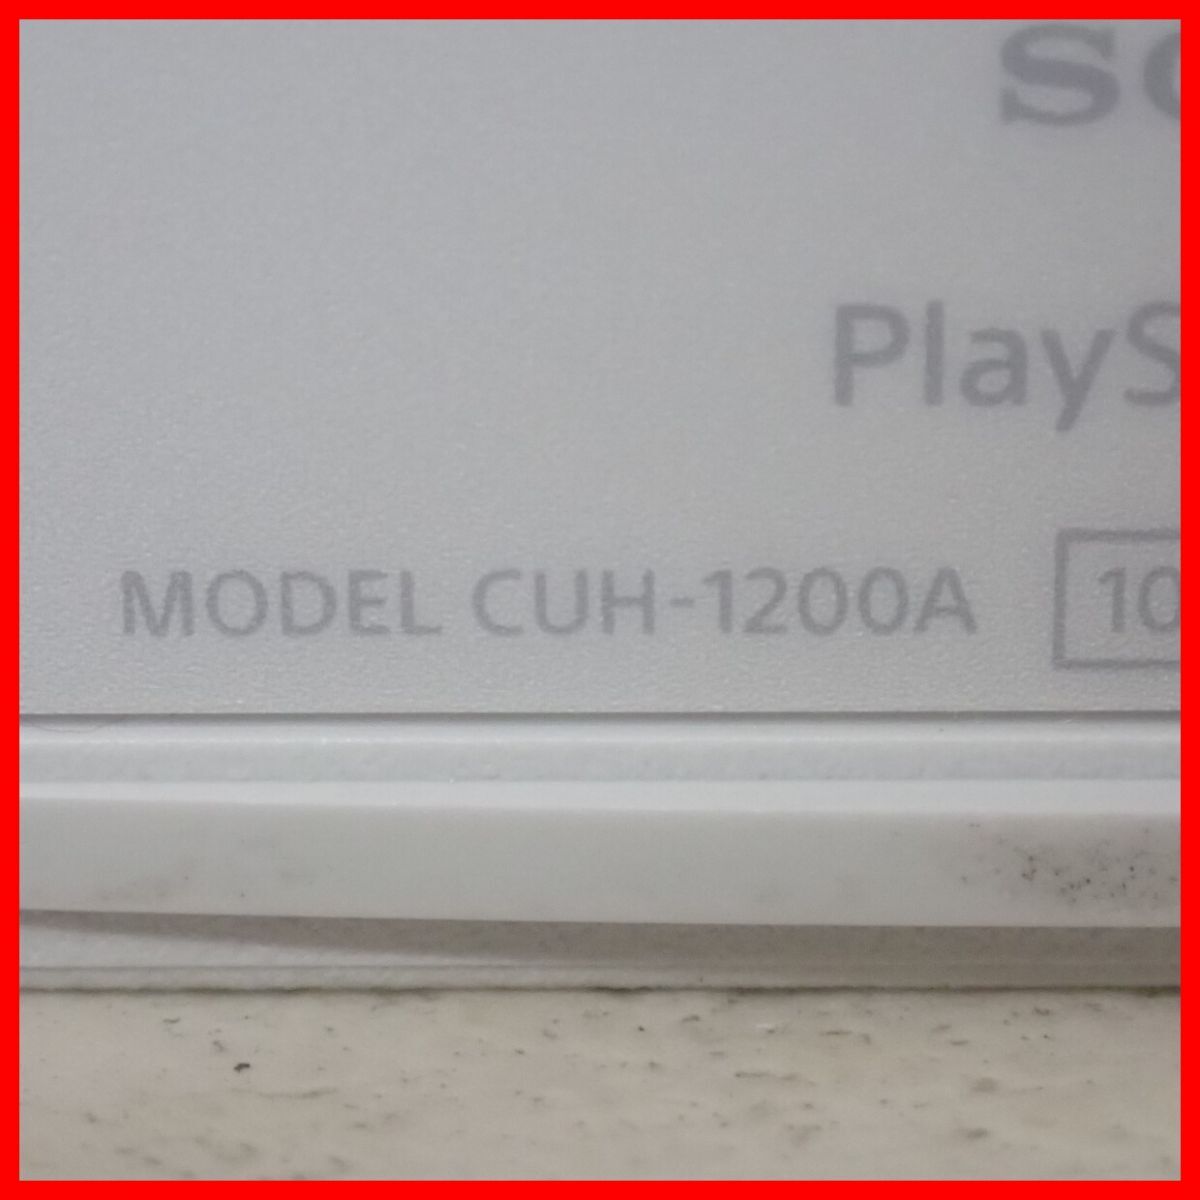 SO
PlayS
MODEL CUH-1200A 10